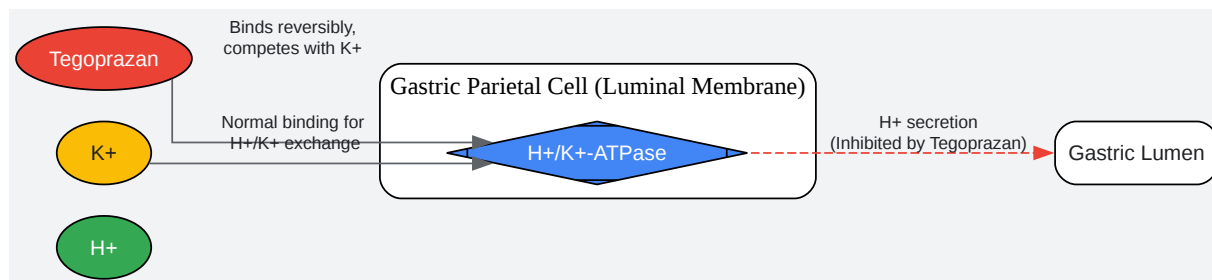 Binds reversibly,
competes with K+
Tegoprazan
Gastric Parietal Cell (Luminal Membrane)
Normal binding for
H+/K+ exchange
K+
H+/K+-ATPase
H+ secretion
(Inhibited by Tegoprazan)
Gastric Lumen
H+